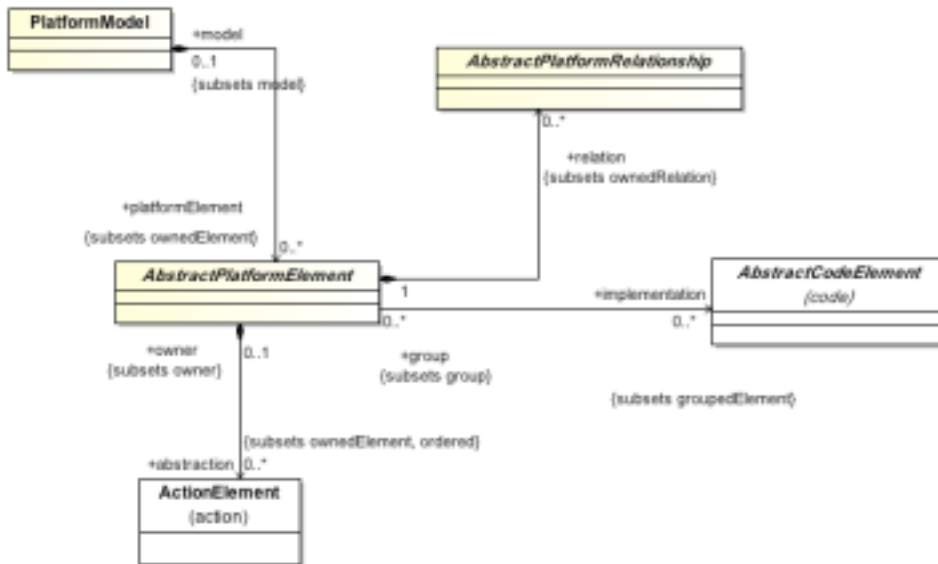 PlatformModel
+model
0..1
{subsets model}
AbstractPlatformRelationship
0..*
+relation
{subsets ownedRelation}
+platformElement
{subsets ownedElement}
0..*
AbstractPlatformElement
1
+implementation
0..*
0..*
AbstractCodeElement
(code)
+owner
{subsets owner}
0..1
+group
{subsets group}
{subsets groupedElement}
{subsets ownedElement, ordered}
+abstraction
0..*
ActionElement
(action)